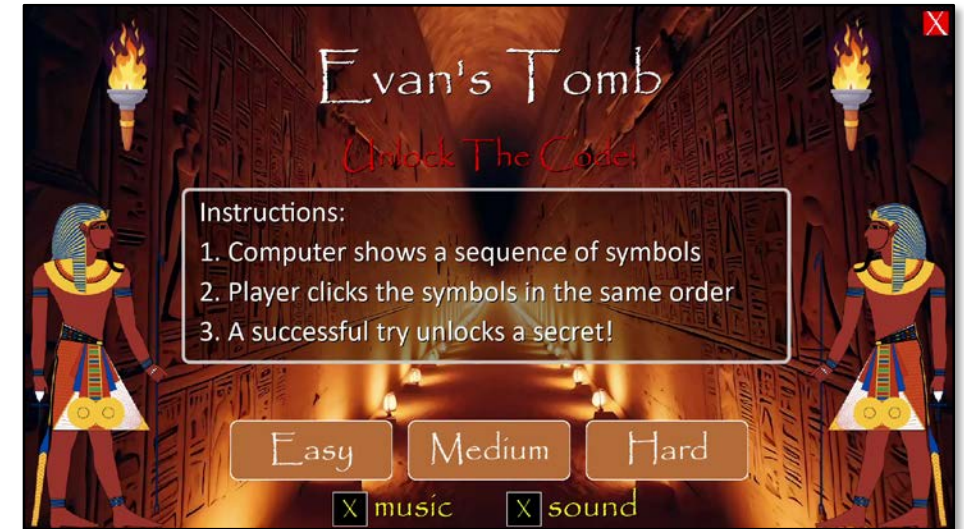 X
Evan's Tomb
Unlock The Code!
Instructions:
1. Computer shows a sequence of symbols
2. Player clicks the symbols in the same order
3. A successful try unlocks a secret!
Easy Medium Hard
X music X sound